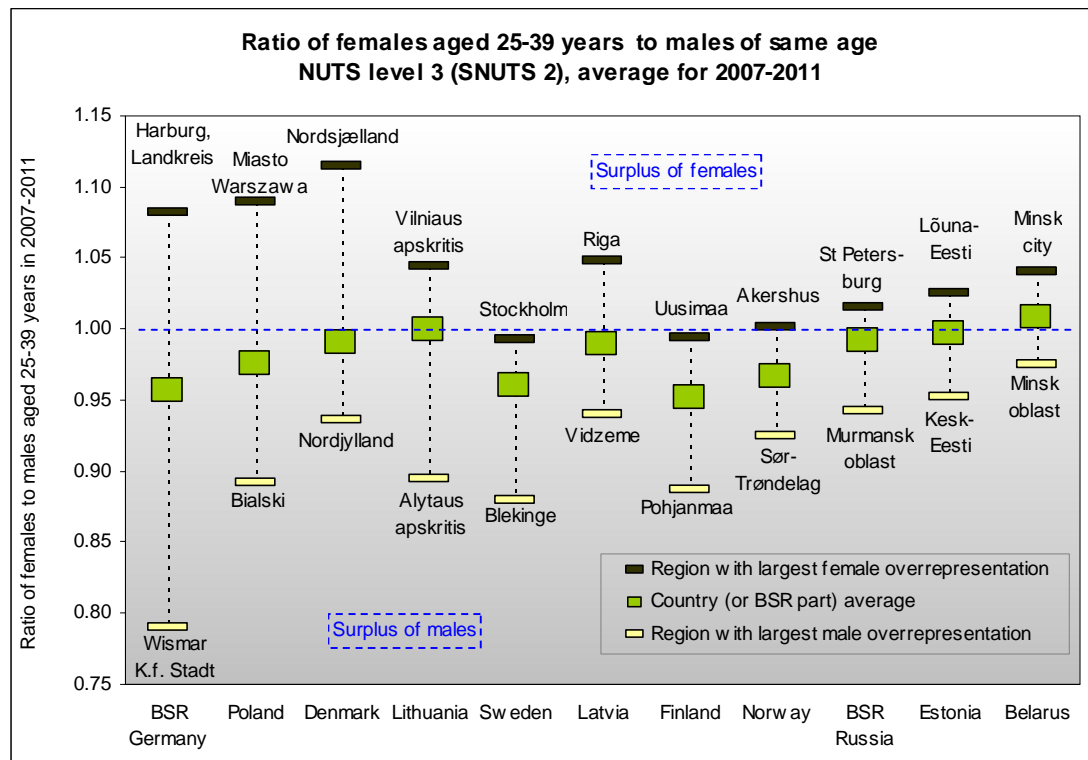 Ratio of females aged 25-39 years to males of same age
NUTS level 3 (SNUTS 2), average for 2007-2011
Ratio of females to males aged 25-39 years in 2007-2011
1.15
1.10
1.05
1.00
0.95
0.90
0.85
0.80
0.75
Harburg,
Landkreis
Miasto
Warszawa
Nordsjælland
Vilniaus
apskritis
Stockholm
Riga
Uusimaa
Akershus
St Peters-
burg
Lõuna-
Eesti
Minsk
city
Surplus of females
Wismar
K.f. Stadt
Bialski
Nordjylland
Alytaus
apskritis
Blekinge
Vidzeme
Pohjanmaa
Sør-
Trøndelag
Murmansk
oblast
Kesk-
Eesti
Minsk
oblast
Surplus of males
Region with largest female overrepresentation
Country (or BSR part) average
Region with largest male overrepresentation
BSR
Germany
Poland
Denmark
Lithuania
Sweden
Latvia
Finland
Norway
BSR
Russia
Estonia
Belarus